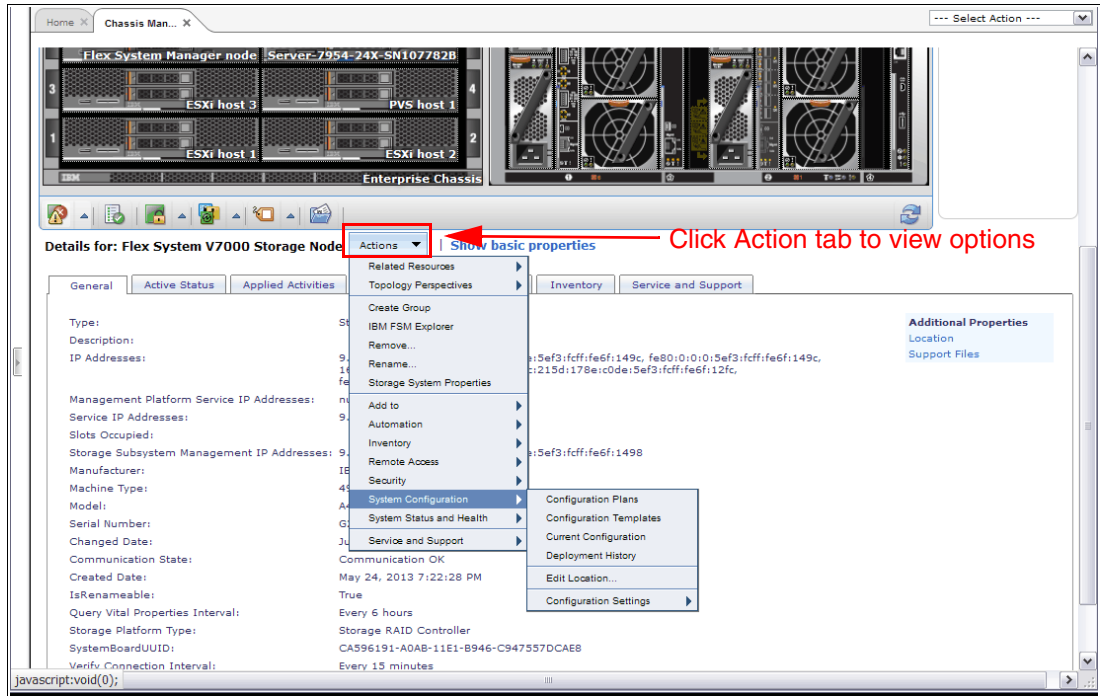 Home × Chassis Man... × --- Select Action ---
Flex System Manager node Server-7954-24X-SN107782B
3 ESXi host 3 PVS host 1 4
1 ESXi host 1 ESXi host 2 2
IBM Enterprise Chassis
Details for: Flex System V7000 Storage Node Actions | Show basic properties
Click Action tab to view options
General Active Status Applied Activities Inventory Service and Support
Related Resources
Topology Perspectives
Create Group
IBM FSM Explorer
Remove...
Rename...
Storage System Properties
Add to
Automation
Inventory
Remote Access
Security
System Configuration
System Status and Health
Service and Support
Configuration Plans
Configuration Templates
Current Configuration
Deployment History
Edit Location...
Configuration Settings
Type:
Description:
IP Addresses: 9. :5ef3:fcff:fe6f:149c, fe80:0:0:0:5ef3:fcff:fe6f:149c,
:215d:178e:c0de:5ef3:fcff:fe6f:12fc,
fe
Management Platform Service IP Addresses:
Service IP Addresses: 9.
Slots Occupied:
Storage Subsystem Management IP Addresses: 9. :5ef3:fcff:fe6f:1498
Manufacturer:
Machine Type:
Model:
Serial Number:
Changed Date:
Communication State: Communication OK
Created Date: May 24, 2013 7:22:28 PM
IsRenameable: True
Query Vital Properties Interval: Every 6 hours
Storage Platform Type: Storage RAID Controller
SystemBoardUUID: CA596191-A0AB-11E1-B946-C947557DCAE8
Verify Connection Interval: Every 15 minutes
Additional Properties
Location
Support Files
javascript:void(0);